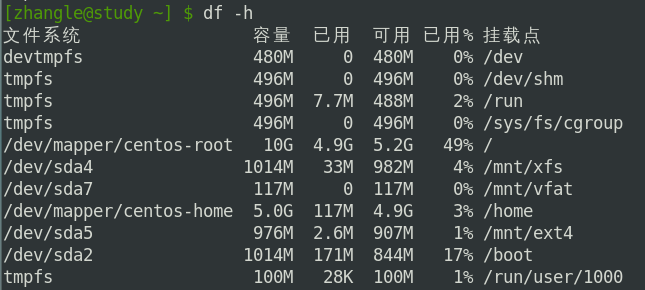 [zhangle@study ~] $ df -h
文件系统 容量 已用 可用 已用% 挂载点
devtmpfs 480M 0 480M 0% /dev
tmpfs 496M 0 496M 0% /dev/shm
tmpfs 496M 7.7M 488M 2% /run
tmpfs 496M 0 496M 0% /sys/fs/cgroup
/dev/mapper/centos-root 10G 4.9G 5.2G 49% /
/dev/sda4 1014M 33M 982M 4% /mnt/xfs
/dev/sda7 117M 0 117M 0% /mnt/vfat
/dev/mapper/centos-home 5.0G 117M 4.9G 3% /home
/dev/sda5 976M 2.6M 907M 1% /mnt/ext4
/dev/sda2 1014M 171M 844M 17% /boot
tmpfs 100M 28K 100M 1% /run/user/1000